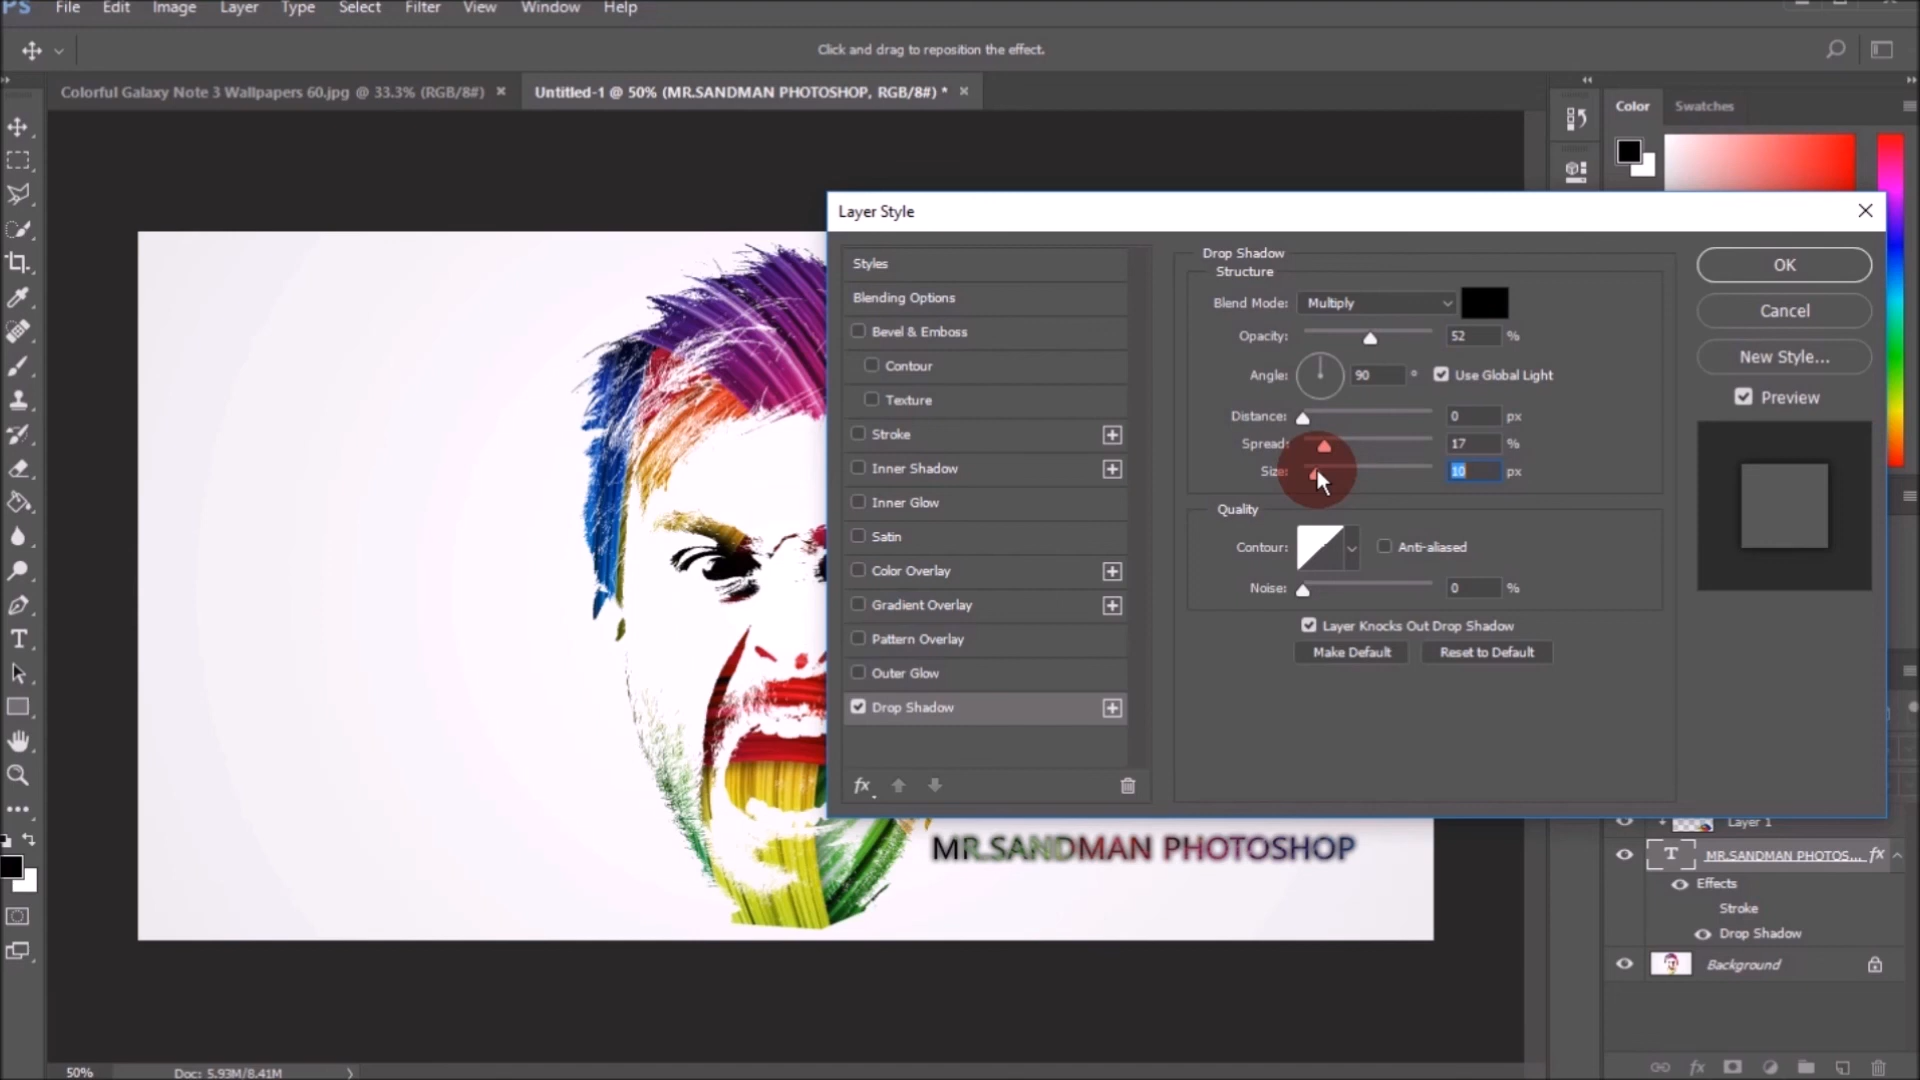 PS File Edit Image Layer Type Select Filter View Window Help
Click and drag to reposition the effect.
Colorful Galaxy Note 3 Wallpapers 60.jpg @ 33.3% (RGB/8#) ×
Untitled-1 @ 50% (MR.SANDMAN PHOTOSHOP, RGB/8#) * ×
Color Swatches
Layer Style
Styles
Blending Options
Bevel & Emboss
Contour
Texture
Stroke
Inner Shadow
Inner Glow
Satin
Color Overlay
Gradient Overlay
Pattern Overlay
Outer Glow
Drop Shadow
fx
Drop Shadow
Structure
Blend Mode: Multiply
Opacity: 52 %
Angle: 90 ° Use Global Light
Distance: 0 px
Spread: 17 %
Size: 10 px
Quality
Contour: Anti-aliased
Noise: 0 %
Layer Knocks Out Drop Shadow
Make Default Reset to Default
OK
Cancel
New Style...
Preview
MR.SANDMAN PHOTOSHOP
Layer 1
T MR.SANDMAN PHOTOS... fx
Effects
Stroke
Drop Shadow
Background
fx
50% Doc: 5.93M/8.41M